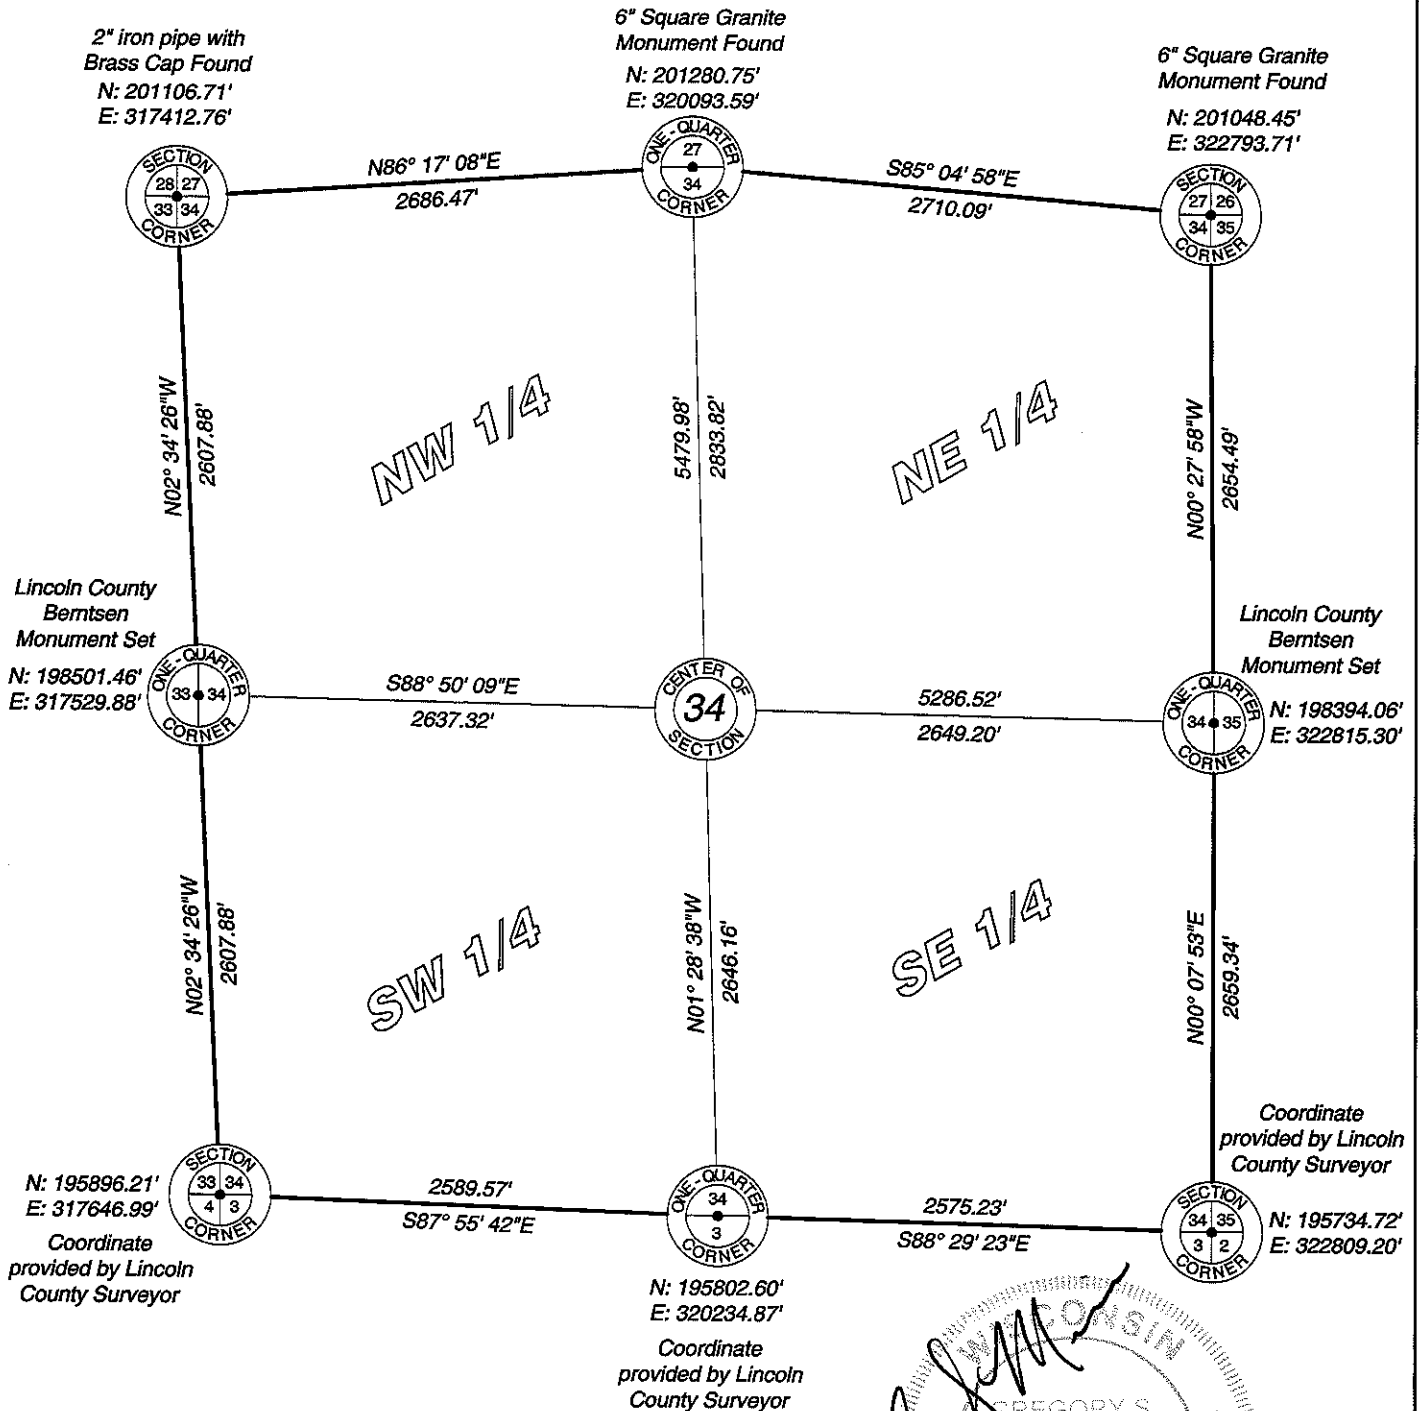 2" iron pipe with
Brass Cap Found
N: 201106.71'
E: 317412.76'
6" Square Granite
Monument Found
N: 201280.75'
E: 320093.59'
6" Square Granite
Monument Found
N: 201048.45'
E: 322793.71'
SECTION
28 27
33 34
CORNER
N86° 17' 08"E
2686.47'
ONE-QUARTER
27
34
CORNER
S85° 04' 58"E
2710.09'
SECTION
27 26
34 35
CORNER
N02° 34' 26"W
2607.88'
NW 1/4
5479.98'
2833.82'
NE 1/4
N00° 27' 58"W
2654.49'
Lincoln County
Berntsen
Monument Set
N: 198501.46'
E: 317529.88'
ONE-QUARTER
33 34
CORNER
S88° 50' 09"E
2637.32'
CENTER OF
34
SECTION
5286.52'
2649.20'
Lincoln County
Berntsen
Monument Set
ONE-QUARTER
34 35
CORNER
N: 198394.06'
E: 322815.30'
N02° 34' 26"W
2607.88'
SW 1/4
N01° 28' 38"W
2646.16'
SE 1/4
N00° 07' 53"E
2659.34'
N: 195896.21'
E: 317646.99'
Coordinate
provided by Lincoln
County Surveyor
SECTION
33 34
4 3
CORNER
2589.57'
S87° 55' 42"E
ONE-QUARTER
34
3
CORNER
N: 195802.60'
E: 320234.87'
Coordinate
provided by Lincoln
County Surveyor
2575.23'
S88° 29' 23"E
Coordinate
provided by Lincoln
County Surveyor
SECTION
34 35
3 2
CORNER
N: 195734.72'
E: 322809.20'
WISCONSIN
GREGORY S.